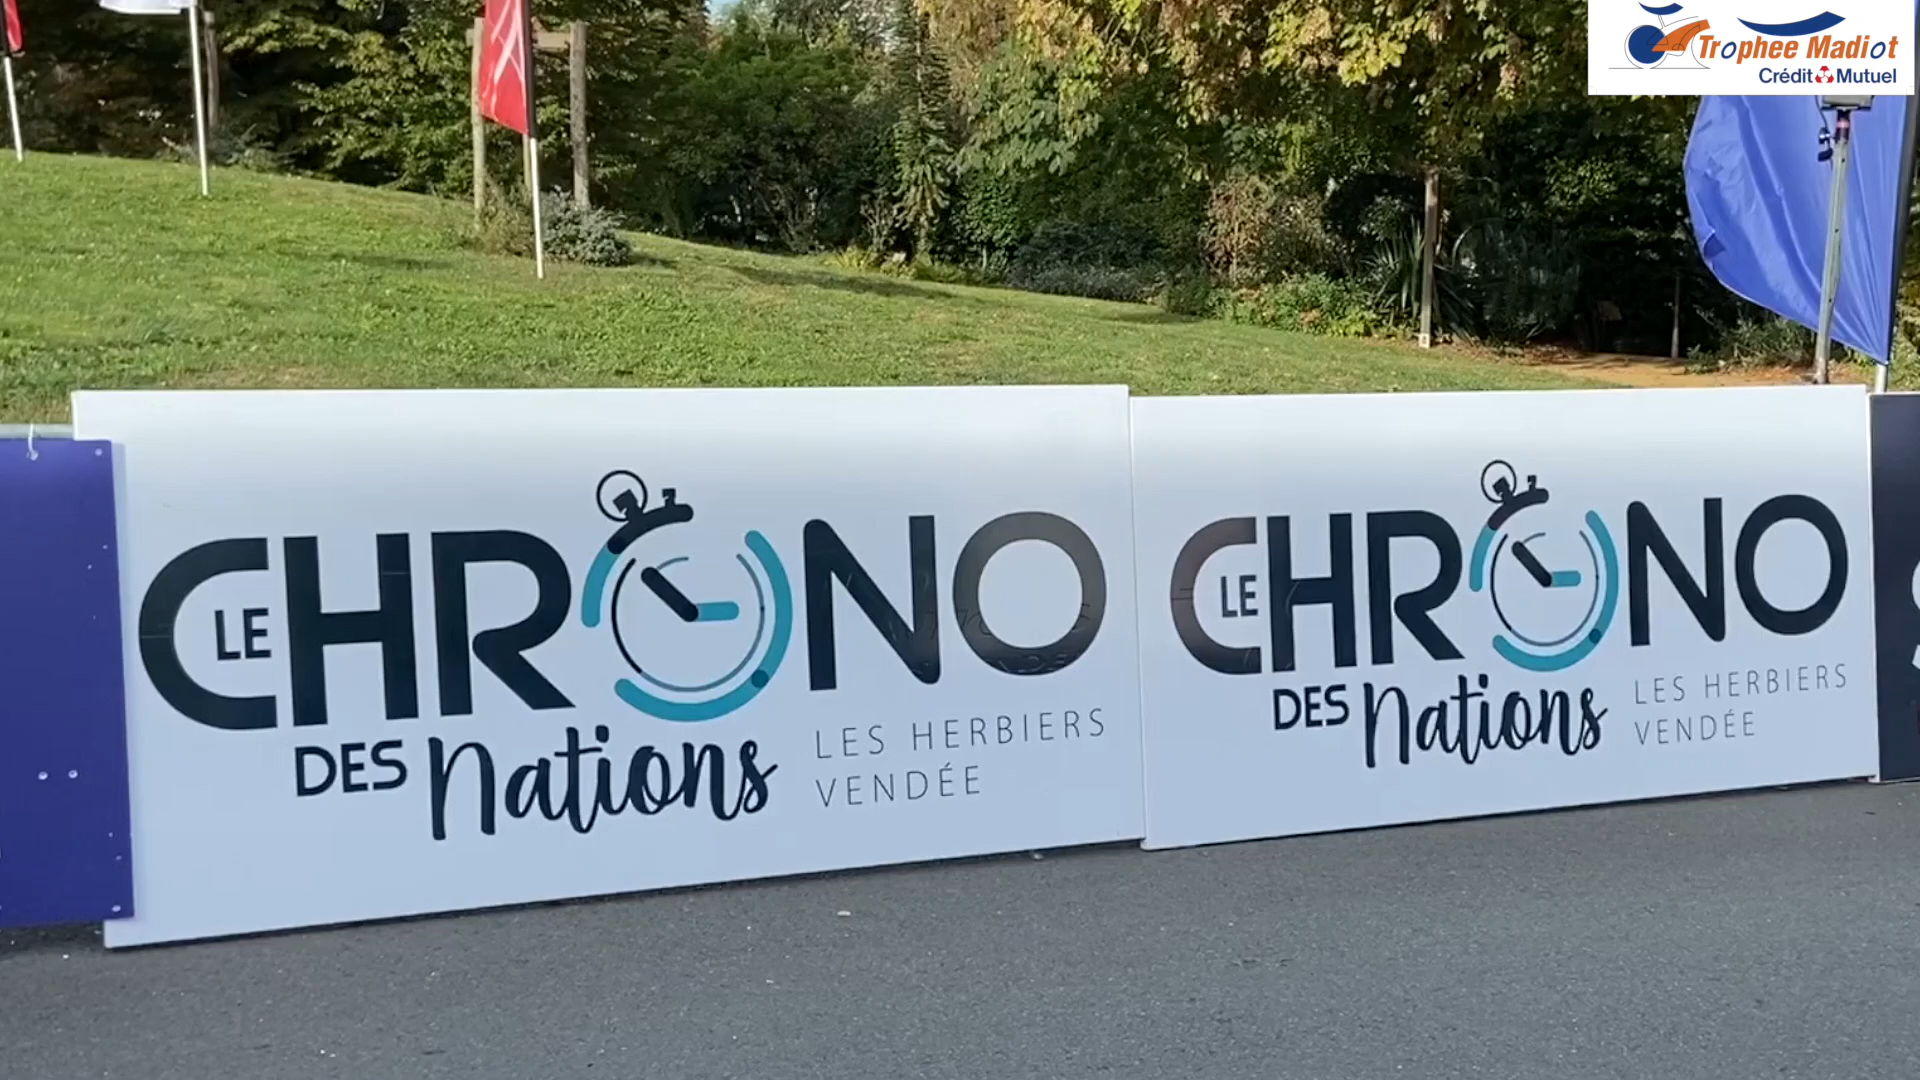 Trophee Madiot
Crédit Mutuel
LE CHRONO
DES Nations
LES HERBIERS
VENDÉE
LE CHRONO
DES Nations
LES HERBIERS
VENDÉE